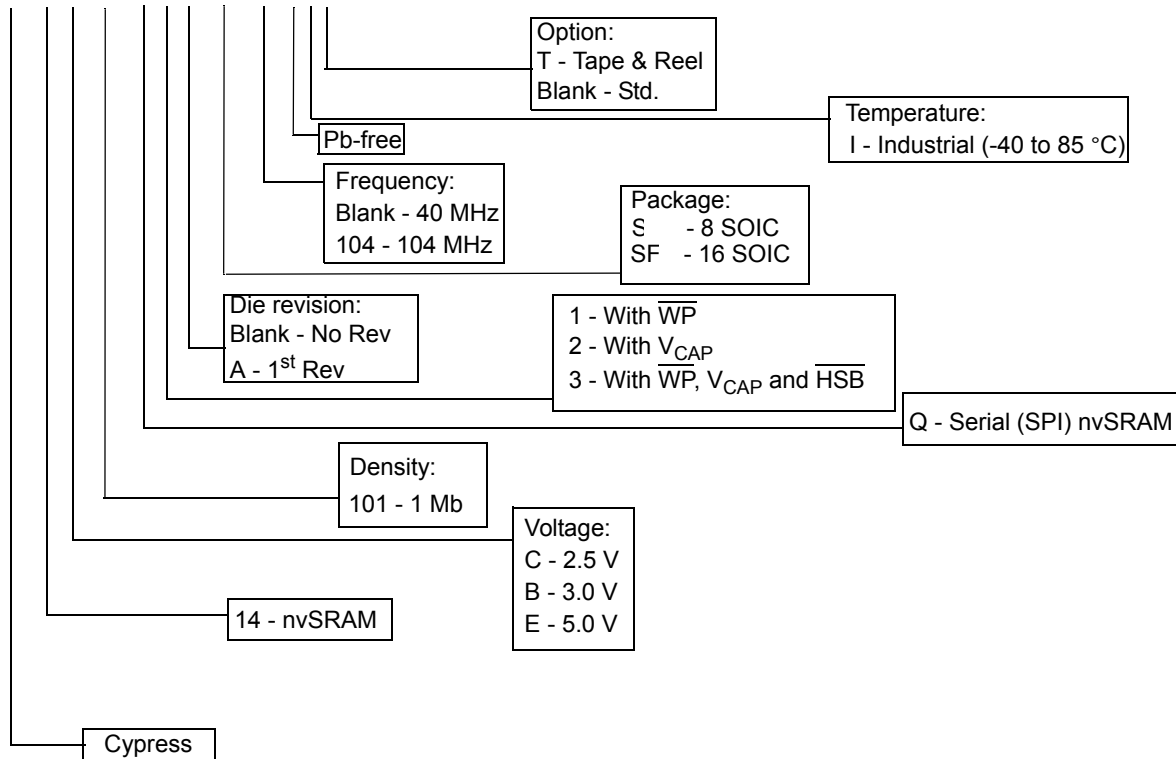 Option:
T - Tape & Reel
Blank - Std.
Temperature:
I - Industrial (-40 to 85 °C)
Pb-free
Frequency:
Blank - 40 MHz
104 - 104 MHz
Package:
S - 8 SOIC
SF - 16 SOIC
Die revision:
Blank - No Rev
A - 1st Rev
1 - With W̅P̅
2 - With VCAP
3 - With W̅P̅, VCAP and H̅S̅B̅
Q - Serial (SPI) nvSRAM
Density:
101 - 1 Mb
Voltage:
C - 2.5 V
B - 3.0 V
E - 5.0 V
14 - nvSRAM
Cypress